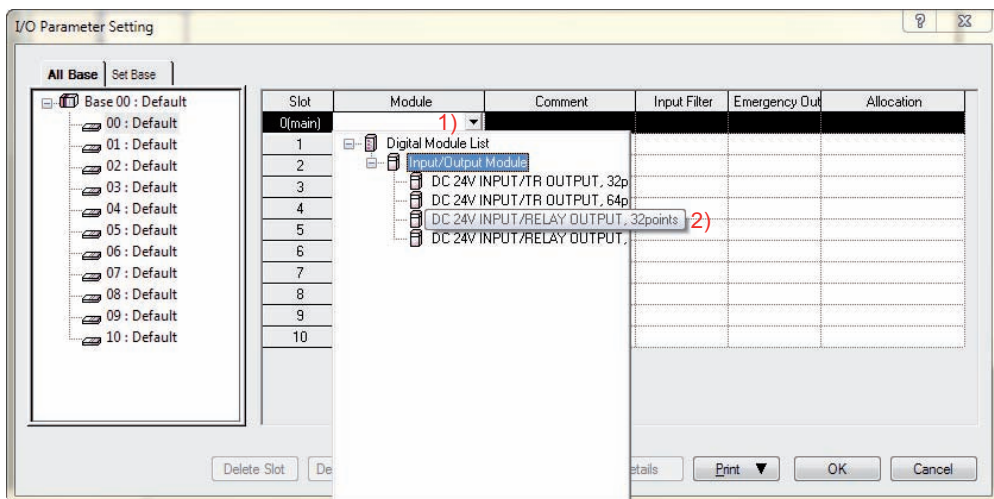 I/O Parameter Setting
All Base Set Base
Base 00 : Default
00 : Default
01 : Default
02 : Default
03 : Default
04 : Default
05 : Default
06 : Default
07 : Default
08 : Default
09 : Default
10 : Default
Slot Module Comment Input Filter Emergency Out Allocation
0(main) 1)
1
2
3
4
5
6
7
8
9
10
Digital Module List
Input/Output Module
DC 24V INPUT/TR OUTPUT, 32p
DC 24V INPUT/TR OUTPUT, 64p
DC 24V INPUT/RELAY OUTPUT, 32points 2)
DC 24V INPUT/RELAY OUTPUT,
Delete Slot De etails Print ▼ OK Cancel